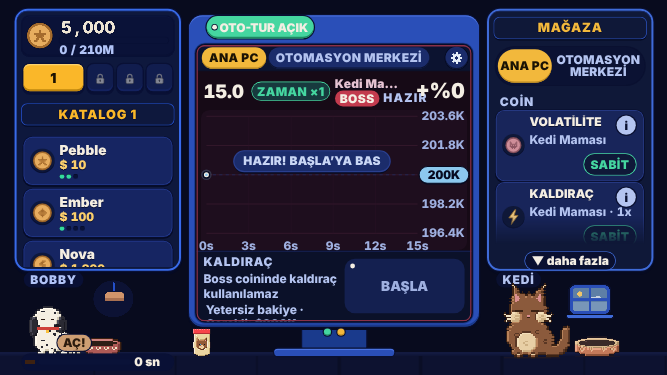 5,000
0 / 210M
1
KATALOG 1
Pebble
$ 10
Ember
$ 100
Nova
BOBBY
AÇ!
0 sn
OTO-TUR AÇIK
ANA PC
OTOMASYON MERKEZİ
15.0
ZAMAN ×1
Kedi Ma...
BOSS HAZIR
+%0
203.6K
201.8K
HAZIR! BAŞLA'YA BAS
200K
198.2K
196.4K
0s 3s 6s 9s 12s 15s
KALDIRAÇ
Boss coininde kaldıraç
kullanılamaz
Yetersiz bakiye ·
BAŞLA
MAĞAZA
ANA PC
OTOMASYON
MERKEZİ
COİN
VOLATİLİTE
i
Kedi Maması
SABİT
KALDIRAÇ
i
Kedi Maması · 1x
SABİT
▼ daha fazla
KEDİ